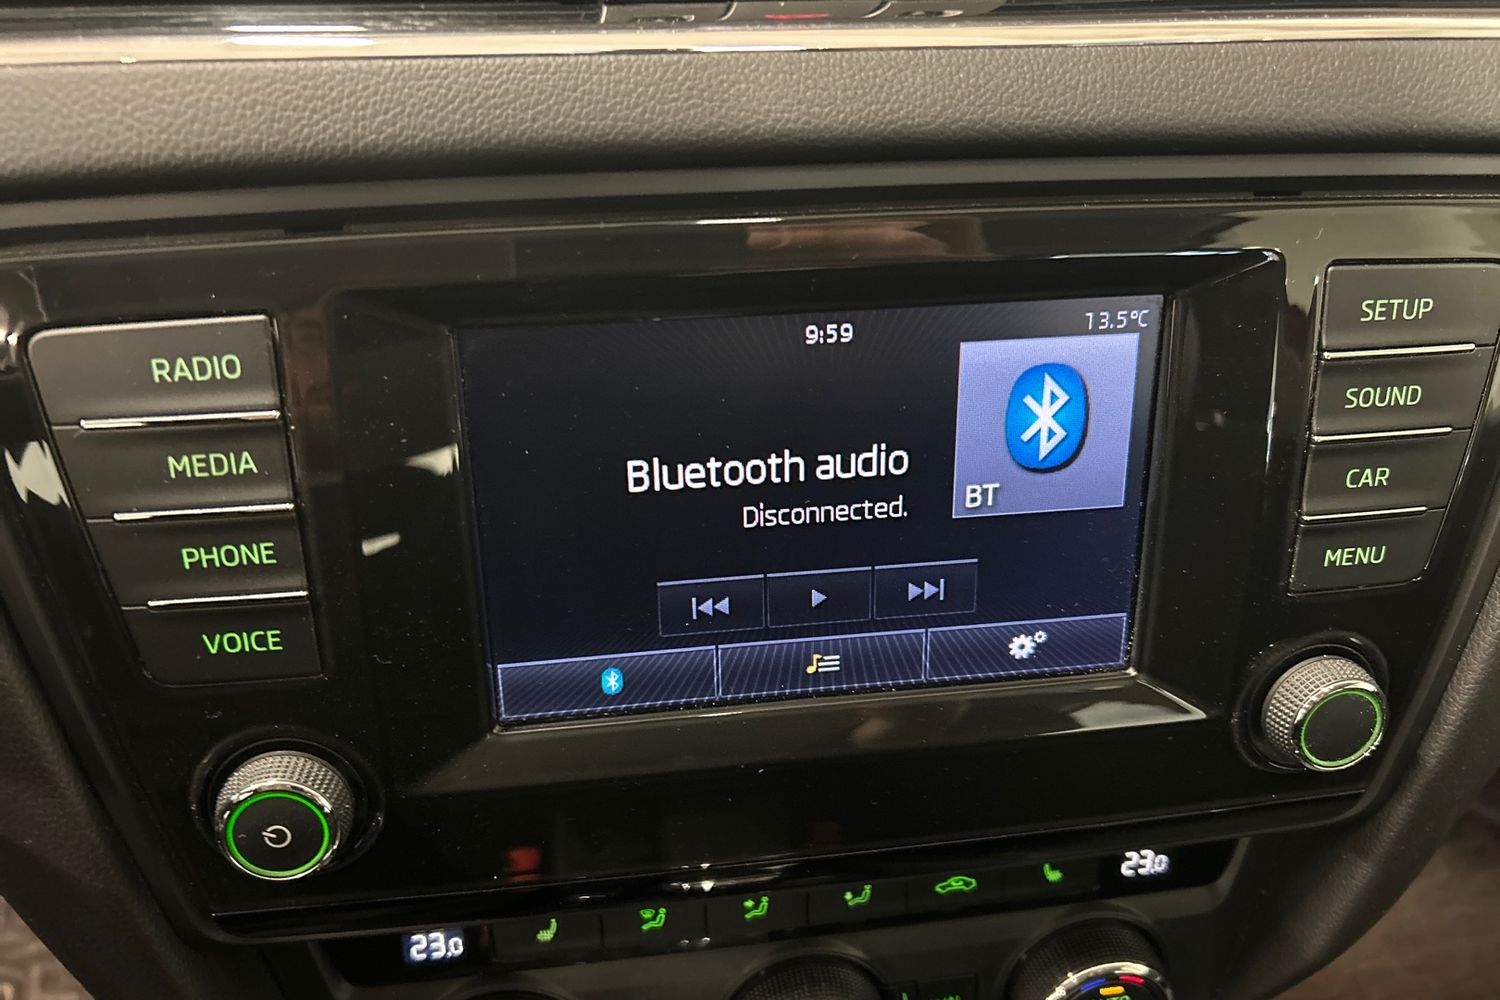 9:59
13.5°C
RADIO
MEDIA
PHONE
VOICE
Bluetooth audio
Disconnected.
BT
SETUP
SOUND
CAR
MENU
23.0
23.0